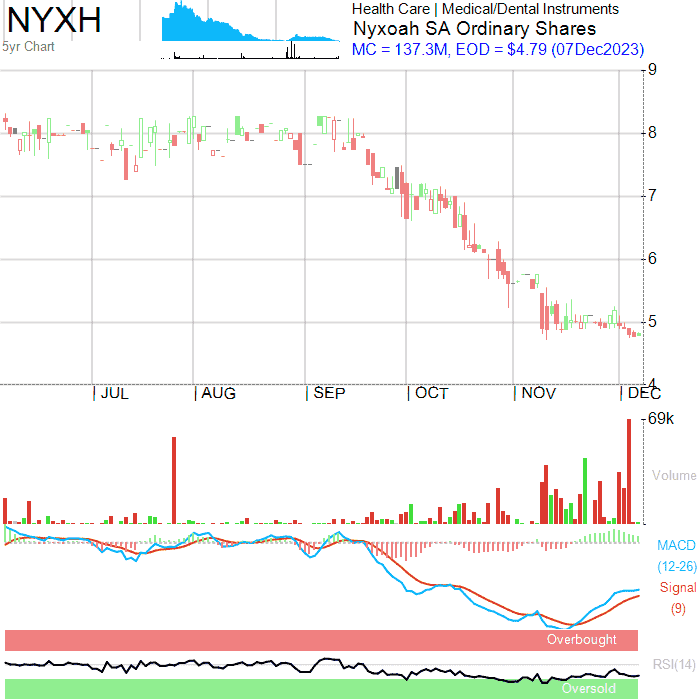 NYXH
5yr Chart
Health Care | Medical/Dental Instruments
Nyxoah SA Ordinary Shares
MC = 137.3M, EOD = $4.79 (07Dec2023)
9
8
7
6
5
4
JUL
AUG
SEP
OCT
NOV
DEC
69k
Volume
MACD
(12-26)
Signal
(9)
Overbought
RSI(14)
Oversold